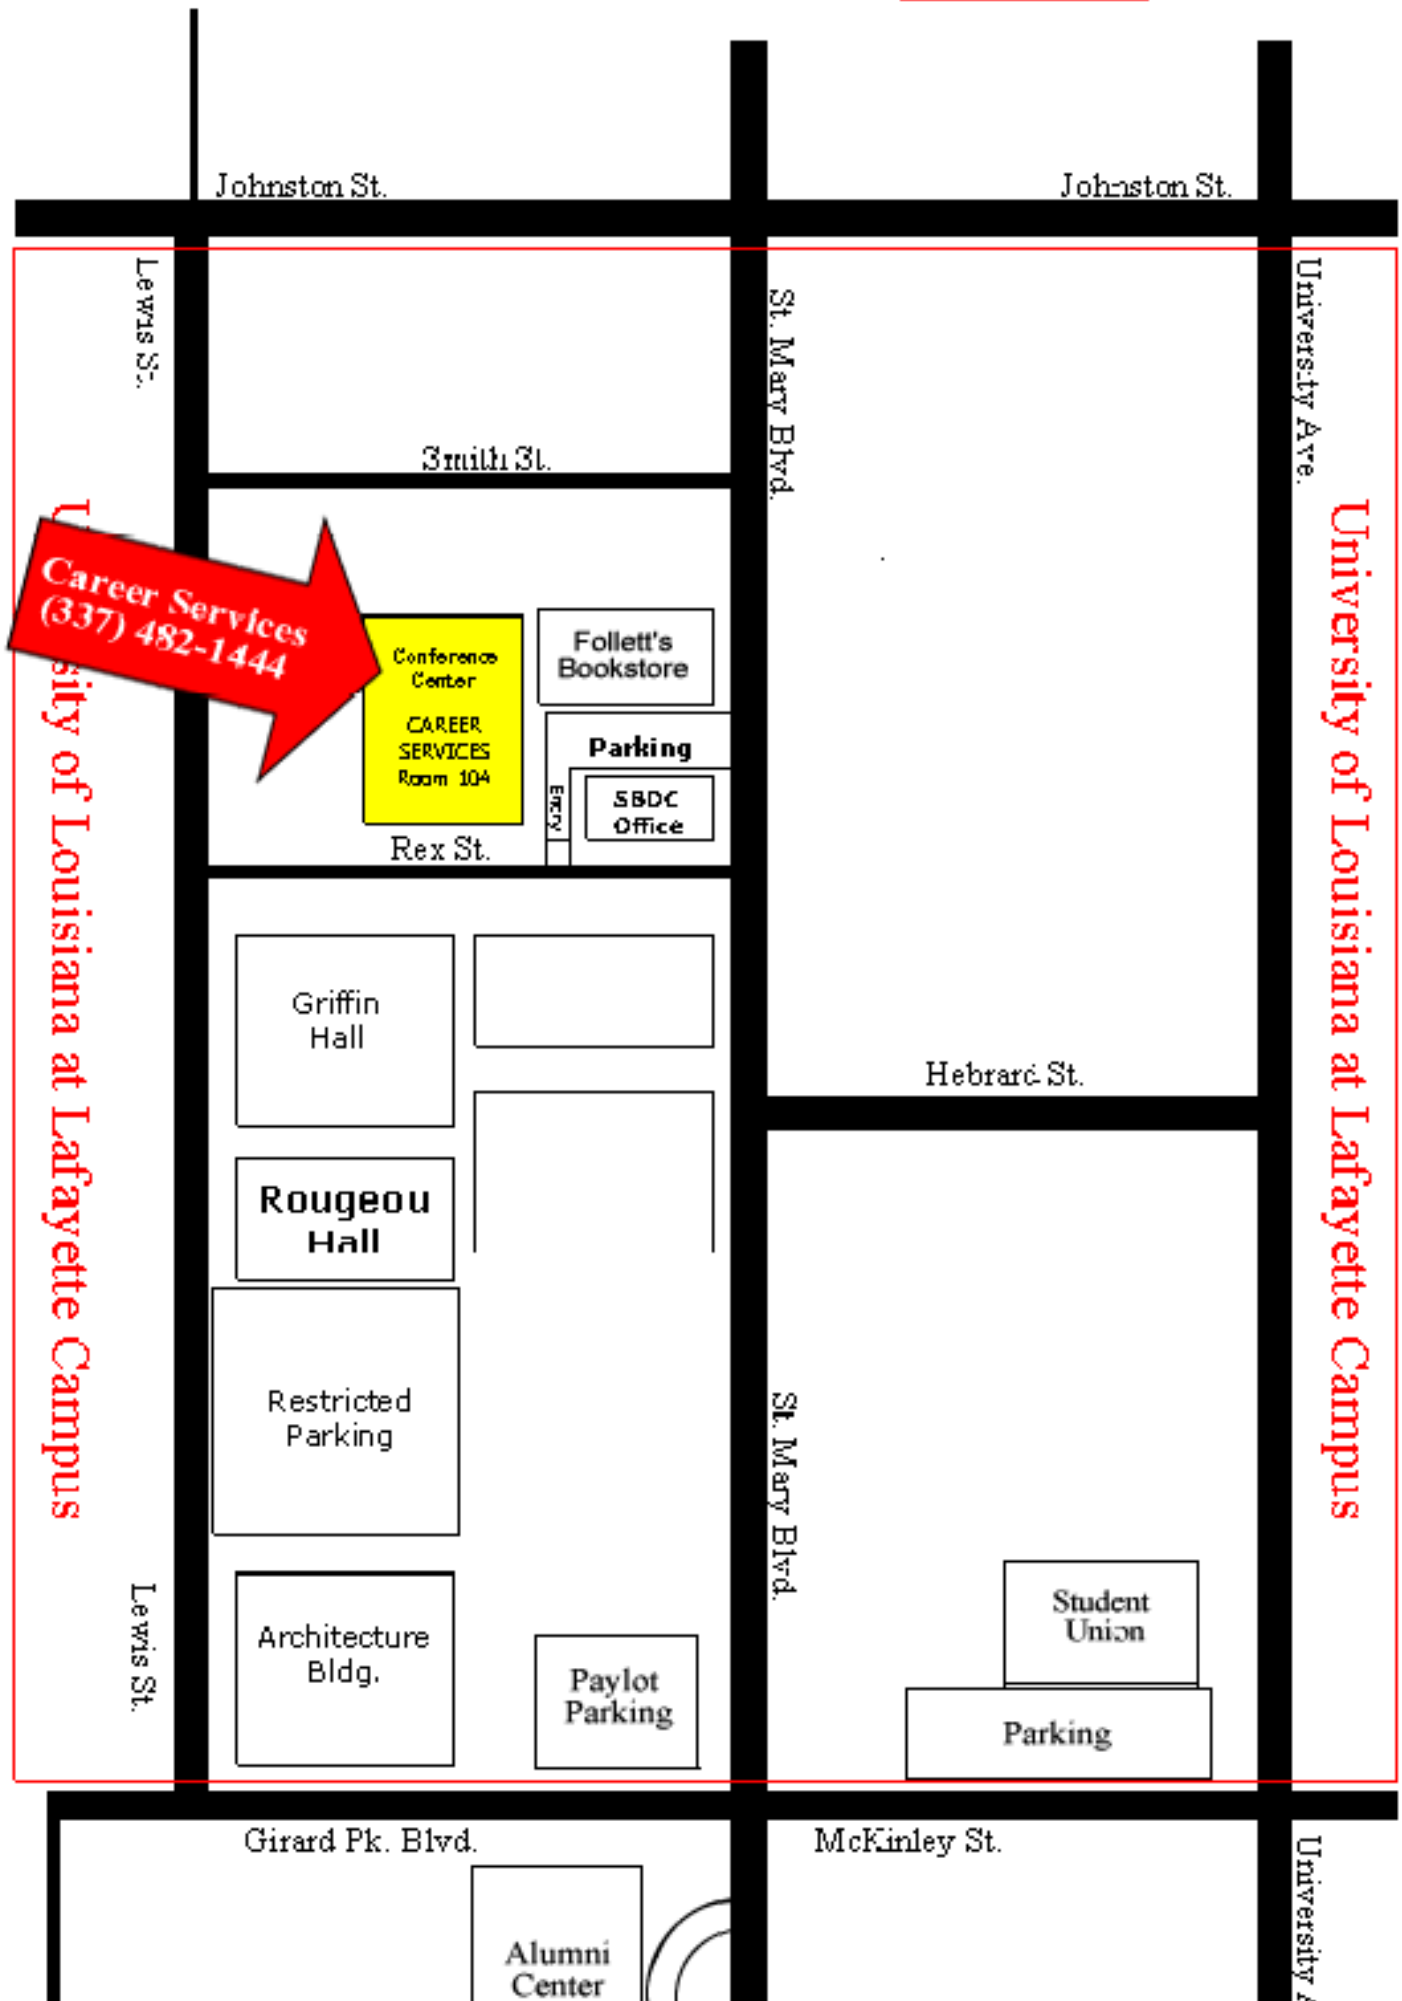 Johnston St.
Johnston St.
Lewis St.
St. Mary Blvd.
University Ave.
Smith St.
Career Services
(337) 482-1444
University of Louisiana at Lafayette Campus
Conference
Center
CAREER
SERVICES
Room 104
Follett's
Bookstore
Parking
Entry
SBDC
Office
Rex St.
University of Louisiana at Lafayette Campus
Griffin
Hall
Hebrard St.
Rougeou
Hall
Restricted
Parking
St. Mary Blvd.
Lewis St.
Architecture
Bldg.
Paylot
Parking
Student
Union
Parking
Girard Pk. Blvd.
McKinley St.
University A
Alumni
Center